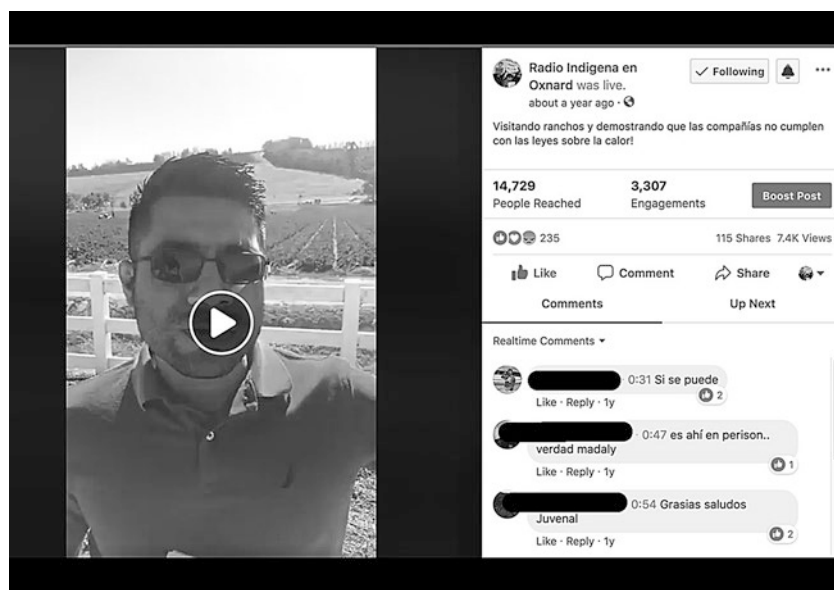 Radio Indigena en
Oxnard was live.
Following
about a year ago
Visitando ranchos y demostrando que las compañías no cumplen
con las leyes sobre la calor!
14,729
People Reached
3,307
Engagements
Boost Post
235
115 Shares 7.4K Views
Like
Comment
Share
Comments
Up Next
Realtime Comments
0:31 Si se puede
2
Like · Reply · 1y
0:47 es ahí en perison..
verdad madaly
1
Like · Reply · 1y
0:54 Grasias saludos
Juvenal
2
Like · Reply · 1y